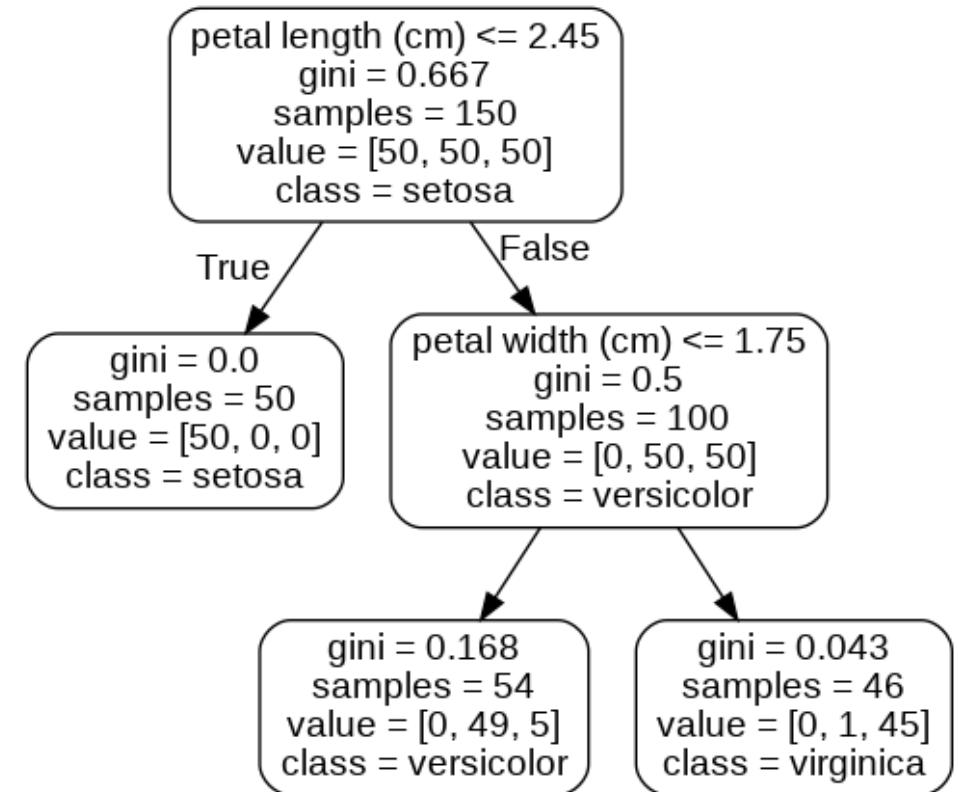 petal length (cm) <= 2.45
gini = 0.667
samples = 150
value = [50, 50, 50]
class = setosa
True
False
gini = 0.0
samples = 50
value = [50, 0, 0]
class = setosa
petal width (cm) <= 1.75
gini = 0.5
samples = 100
value = [0, 50, 50]
class = versicolor
gini = 0.168
samples = 54
value = [0, 49, 5]
class = versicolor
gini = 0.043
samples = 46
value = [0, 1, 45]
class = virginica